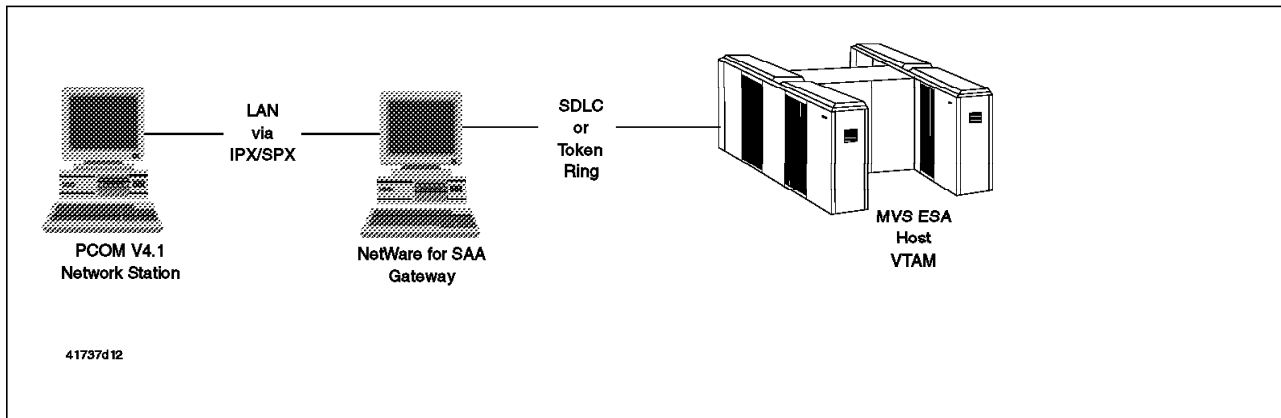 LAN
via
IPX/SPX
SDLC
or
Token
Ring
PCOM V4.1
Network Station
NetWare for SAA
Gateway
MVS ESA
Host
VTAM
41737d12